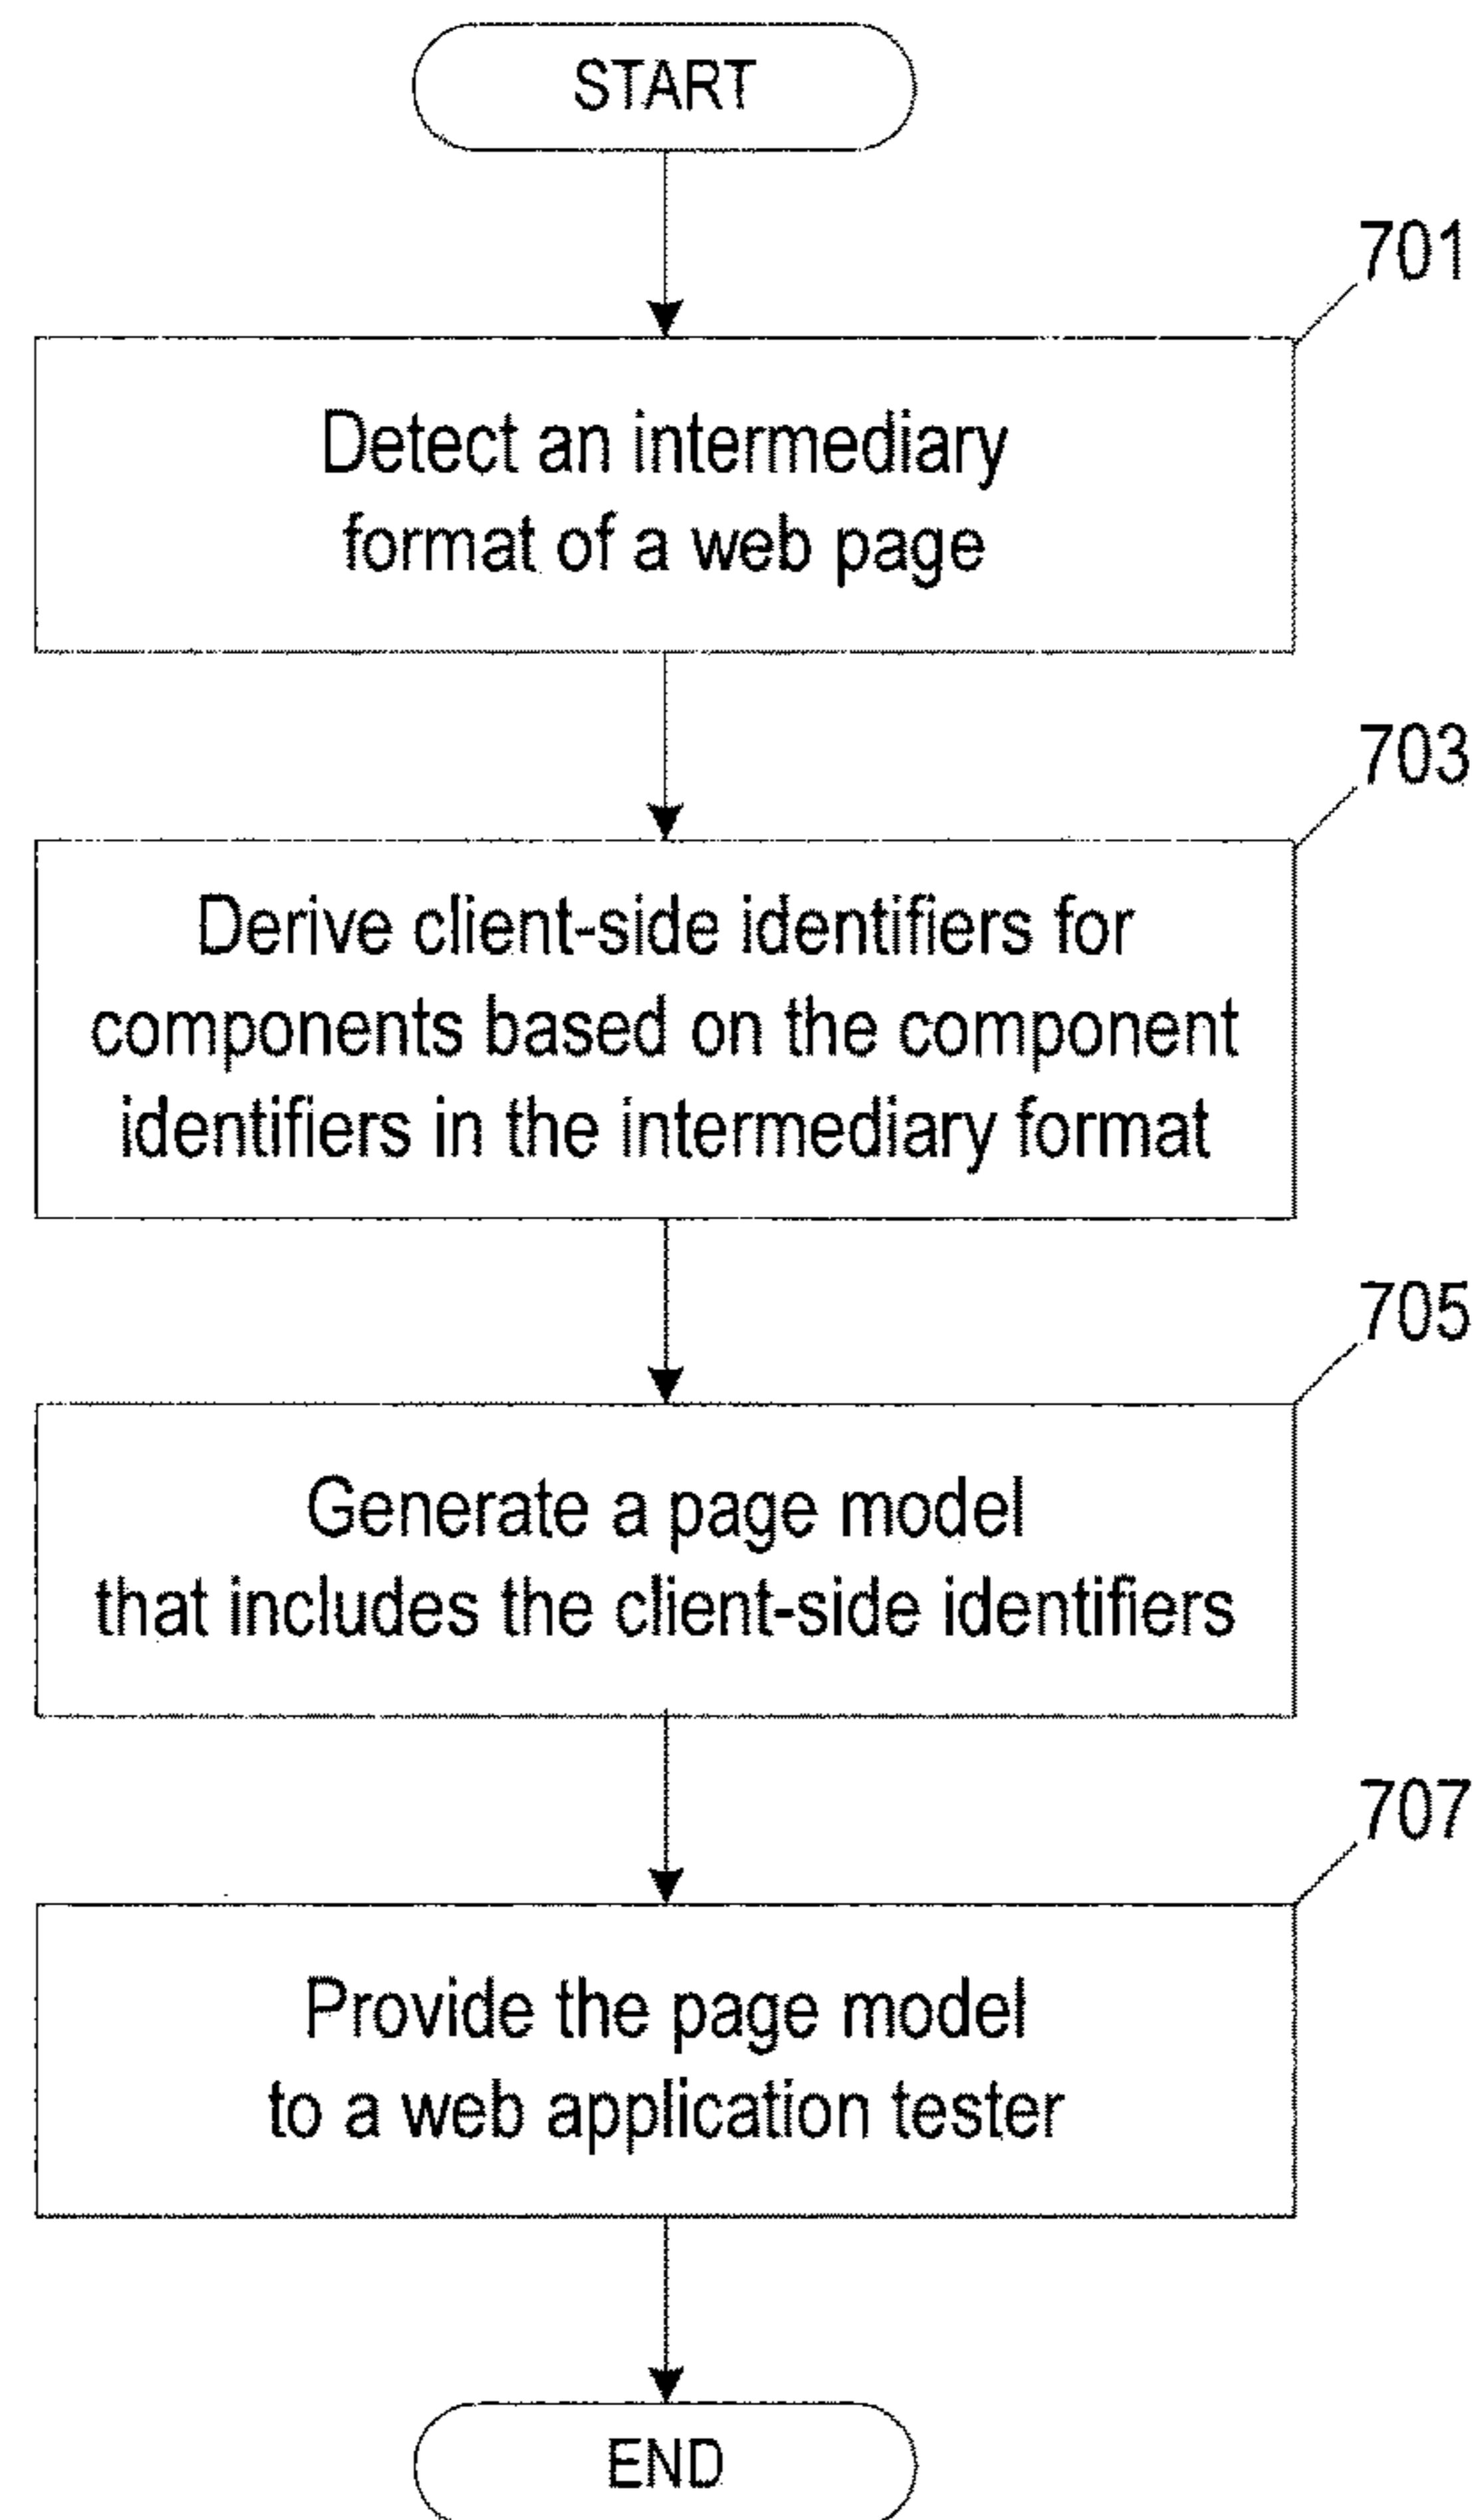 START
701
Detect an intermediary
format of a web page
703
Derive client-side identifiers for
components based on the component
identifiers in the intermediary format
705
Generate a page model
that includes the client-side identifiers
707
Provide the page model
to a web application tester
END